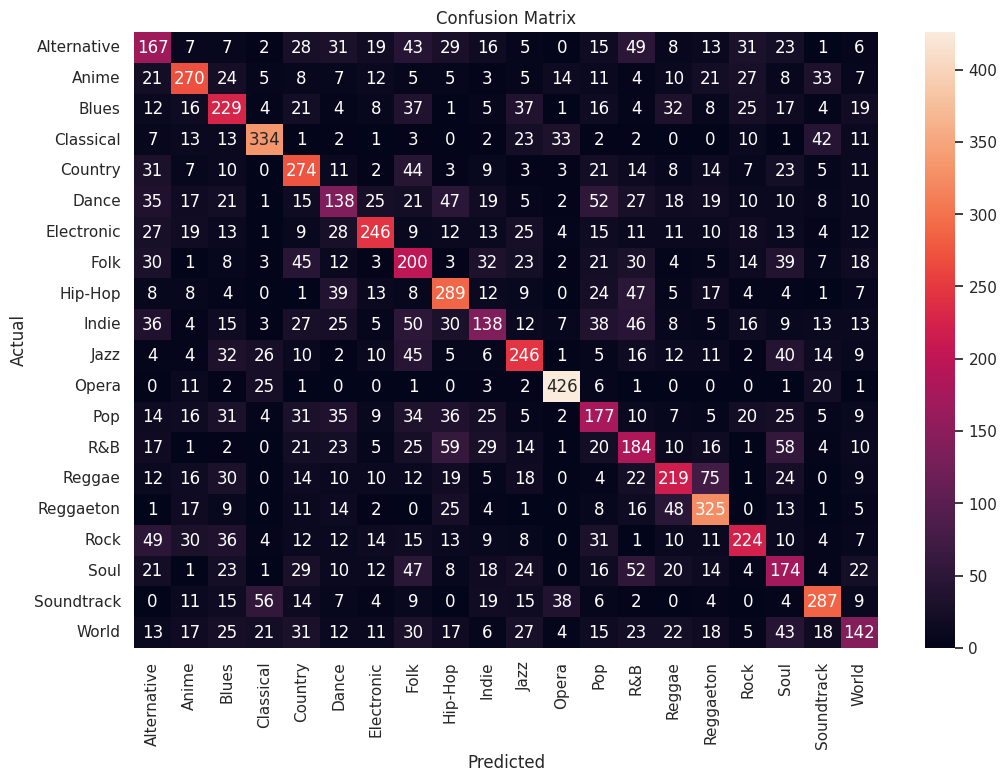 Confusion Matrix
Alternative 167 7 7 2 28 31 19 43 29 16 5 0 15 49 8 13 31 23 1 6
Anime 21 270 24 5 8 7 12 5 5 3 5 14 11 4 10 21 27 8 33 7
Blues 12 16 229 4 21 4 8 37 1 5 37 1 16 4 32 8 25 17 4 19
Classical 7 13 13 334 1 2 1 3 0 2 23 33 2 2 0 0 10 1 42 11
Country 31 7 10 0 274 11 2 44 3 9 3 3 21 14 8 14 7 23 5 11
Dance 35 17 21 1 15 138 25 21 47 19 5 2 52 27 18 19 10 10 8 10
Electronic 27 19 13 1 9 28 246 9 12 13 25 4 15 11 11 10 18 13 4 12
Folk 30 1 8 3 45 12 3 200 3 32 23 2 21 30 4 5 14 39 7 18
Hip-Hop 8 8 4 0 1 39 13 8 289 12 9 0 24 47 5 17 4 4 1 7
Indie 36 4 15 3 27 25 5 50 30 138 12 7 38 46 8 5 16 9 13 13
Jazz 4 4 32 26 10 2 10 45 5 6 246 1 5 16 12 11 2 40 14 9
Opera 0 11 2 25 1 0 0 1 0 3 2 426 6 1 0 0 0 1 20 1
Pop 14 16 31 4 31 35 9 34 36 25 5 2 177 10 7 5 20 25 5 9
R&B 17 1 2 0 21 23 5 25 59 29 14 1 20 184 10 16 1 58 4 10
Reggae 12 16 30 0 14 10 10 12 19 5 18 0 4 22 219 75 1 24 0 9
Reggaeton 1 17 9 0 11 14 2 0 25 4 1 0 8 16 48 325 0 13 1 5
Rock 49 30 36 4 12 12 14 15 13 9 8 0 31 1 10 11 224 10 4 7
Soul 21 1 23 1 29 10 12 47 8 18 24 0 16 52 20 14 4 174 4 22
Soundtrack 0 11 15 56 14 7 4 9 0 19 15 38 6 2 0 4 0 4 287 9
World 13 17 25 21 31 12 11 30 17 6 27 4 15 23 22 18 5 43 18 142
Actual
Alternative Anime Blues Classical Country Dance Electronic Folk Hip-Hop Indie Jazz Opera Pop R&B Reggae Reggaeton Rock Soul Soundtrack World
Predicted
400
350
300
250
200
150
100
50
0